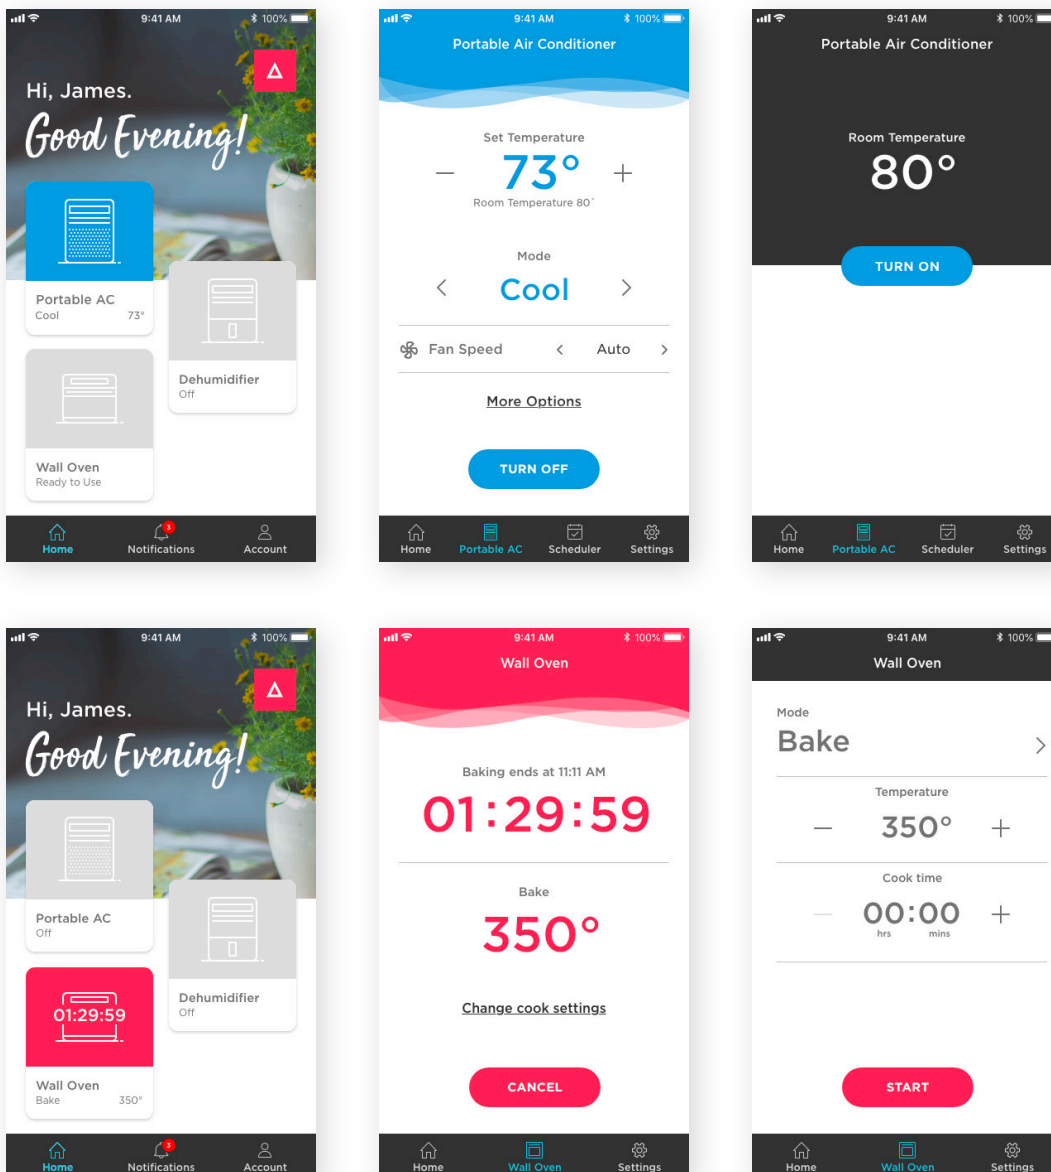 9:41 AM 100%
Hi, James.
Good Evening!
Portable AC
Cool 73°
Dehumidifier
Off
Wall Oven
Ready to Use
3
Home Notifications Account
9:41 AM 100%
Portable Air Conditioner
Set Temperature
− 73° +
Room Temperature 80°
Mode
< Cool >
Fan Speed < Auto >
More Options
TURN OFF
Home Portable AC Scheduler Settings
9:41 AM 100%
Portable Air Conditioner
Room Temperature
80°
TURN ON
Home Portable AC Scheduler Settings
9:41 AM 100%
Hi, James.
Good Evening!
Portable AC
Off
Dehumidifier
Off
01:29:59
Wall Oven
Bake 350°
3
Home Notifications Account
9:41 AM 100%
Wall Oven
Baking ends at 11:11 AM
01:29:59
Bake
350°
Change cook settings
CANCEL
Home Wall Oven Settings
9:41 AM 100%
Wall Oven
Mode
Bake >
Temperature
− 350° +
Cook time
− 00:00 +
hrs mins
START
Home Wall Oven Settings